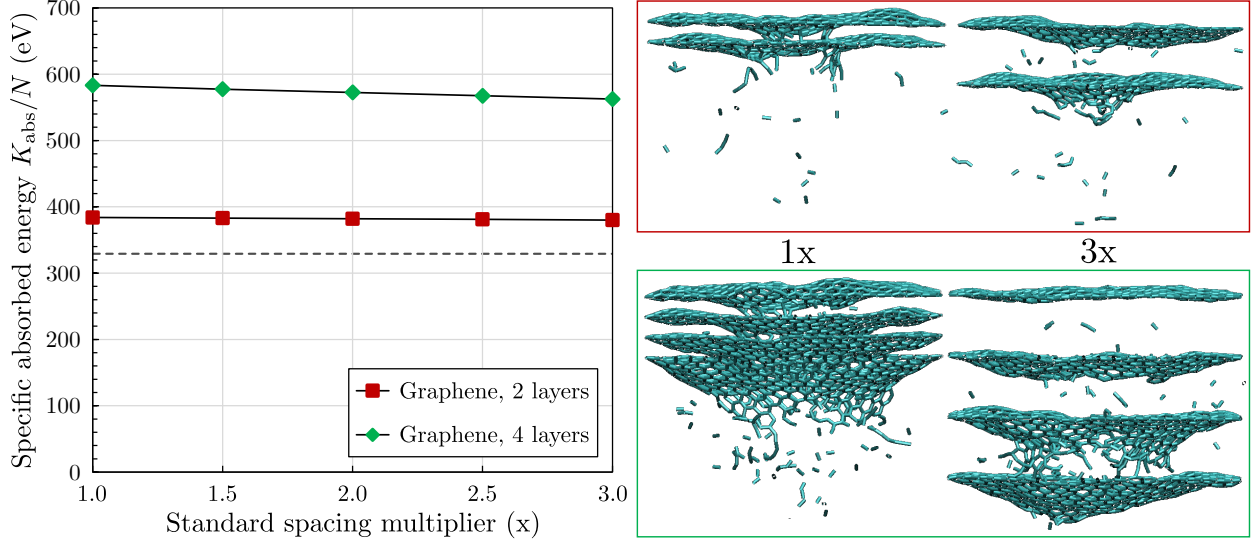 Specific absorbed energy K_abs/N (eV)
700
600
500
400
300
200
100
0
Graphene, 2 layers
Graphene, 4 layers
1.0 1.5 2.0 2.5 3.0
Standard spacing multiplier (x)
1x 3x